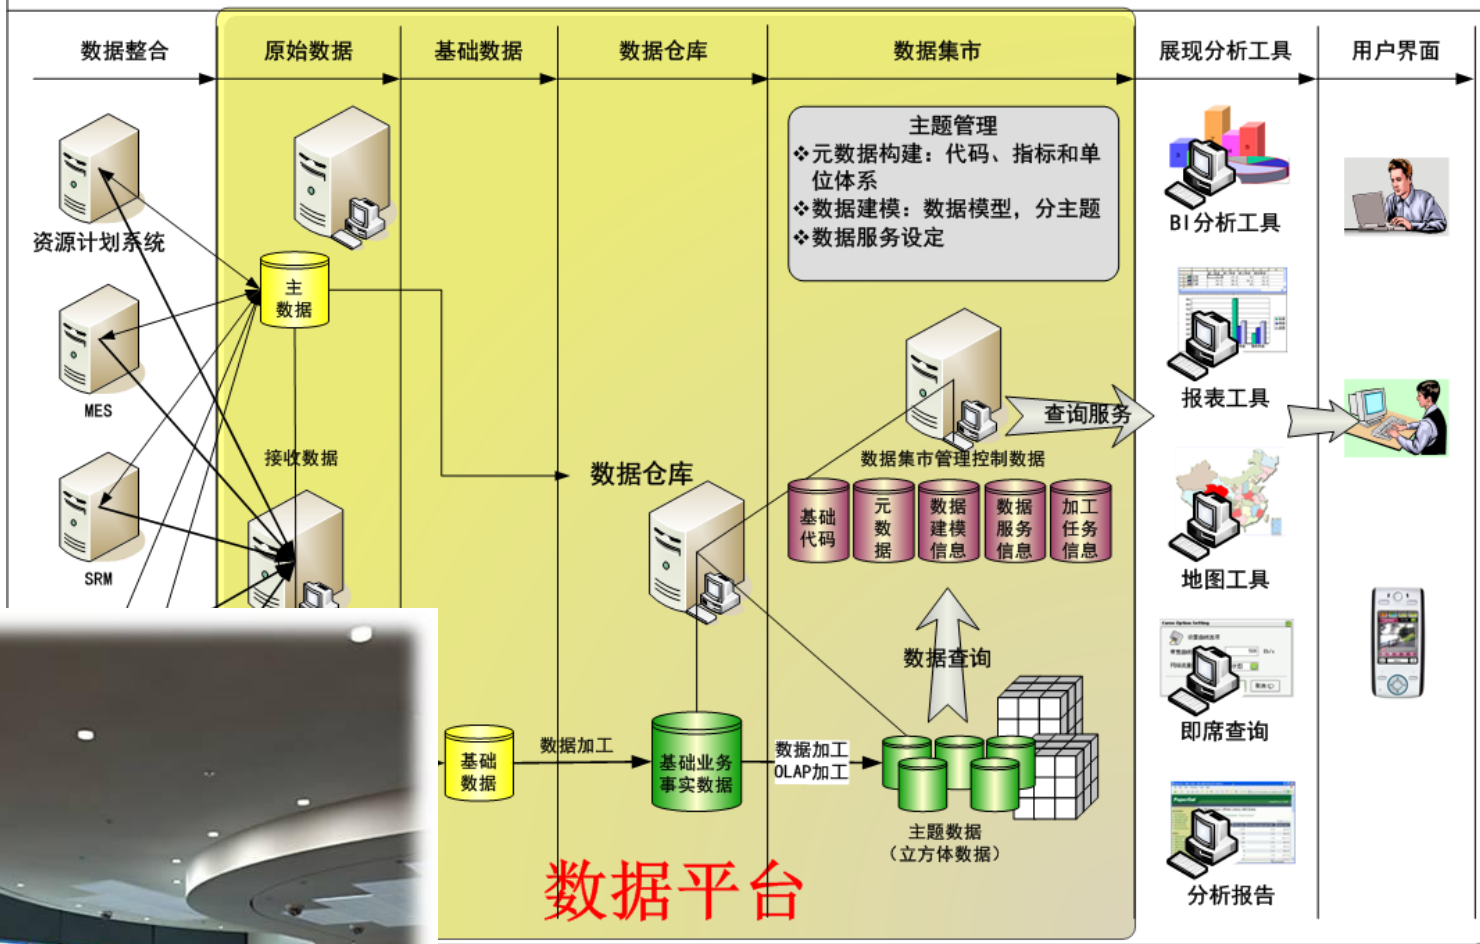 数据整合
原始数据
基础数据
数据仓库
数据集市
展现分析工具
用户界面
主题管理
❖元数据构建：代码、指标和单
位体系
❖数据建模：数据模型，分主题
❖数据服务设定
资源计划系统
主
数据
MES
接收数据
SRM
数据仓库
查询服务
数据集市管理控制数据
基础
代码
元
数
据
数据
建模
信息
数据
服务
信息
加工
任务
信息
数据查询
基础
数据
数据加工
基础业务
事实数据
数据加工
OLAP加工
主题数据
（立方体数据）
数据平台
BI分析工具
报表工具
地图工具
即席查询
分析报告